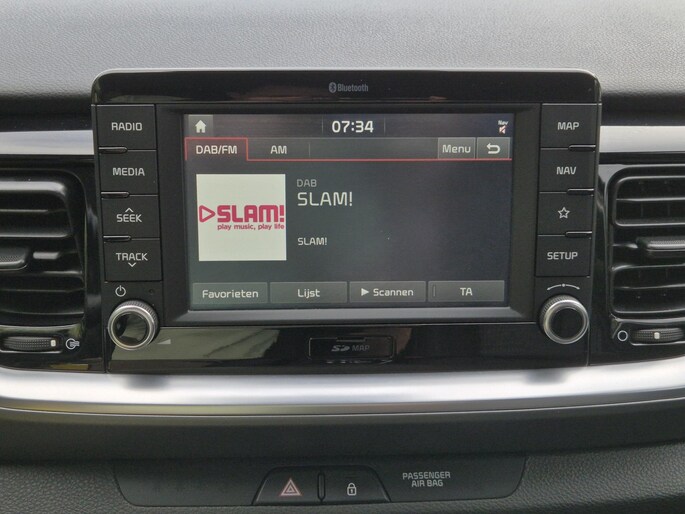 Bluetooth
RADIO
MEDIA
SEEK
TRACK
07:34
Nav
DAB/FM
AM
Menu
SLAM!
play music, play life
DAB
SLAM!
SLAM!
Favorieten
Lijst
Scannen
TA
MAP
NAV
SETUP
SD MAP
PASSENGER
AIR BAG